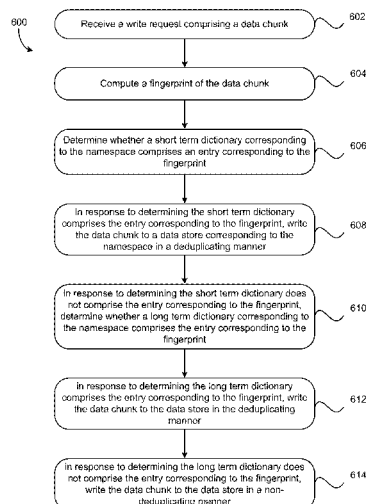 600
Receive a write request comprising a data chunk
602
Compute a fingerprint of the data chunk
604
Determine whether a short term dictionary corresponding
to the namespace comprises an entry corresponding to the
fingerprint
606
In response to determining the short term dictionary
comprises the entry corresponding to the fingerprint, write
the data chunk to a data store corresponding to the
namespace in a deduplicating manner
608
In response to determining the short term dictionary does
not comprise the entry corresponding to the fingerprint,
determine whether a long term dictionary corresponding to
the namespace comprises the entry corresponding to the
fingerprint
610
In response to determining the long term dictionary
comprises the entry corresponding to the fingerprint, write
the data chunk to the data store in the deduplicating
manner
612
In response to determining the long term dictionary does
not comprise the entry corresponding to the fingerprint,
write the data chunk to the data store in a non-
deduplicating manner
614